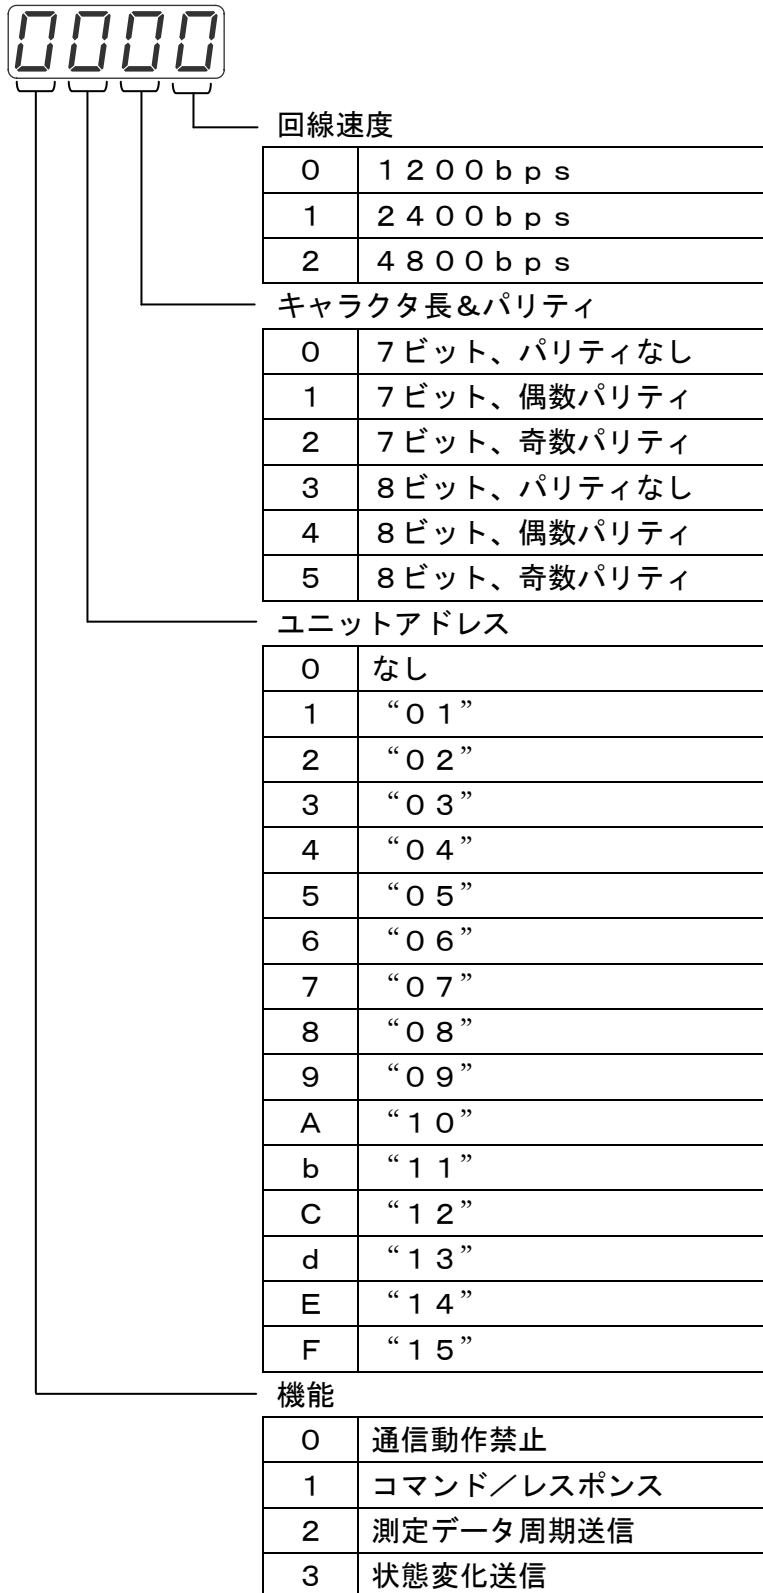 0000
回線速度
０ １２００ｂｐｓ
１ ２４００ｂｐｓ
２ ４８００ｂｐｓ
キャラクタ長＆パリティ
０ ７ビット、パリティなし
１ ７ビット、偶数パリティ
２ ７ビット、奇数パリティ
３ ８ビット、パリティなし
４ ８ビット、偶数パリティ
５ ８ビット、奇数パリティ
ユニットアドレス
０ なし
１ “０１”
２ “０２”
３ “０３”
４ “０４”
５ “０５”
６ “０６”
７ “０７”
８ “０８”
９ “０９”
Ａ “１０”
ｂ “１１”
Ｃ “１２”
ｄ “１３”
Ｅ “１４”
Ｆ “１５”
機能
０ 通信動作禁止
１ コマンド／レスポンス
２ 測定データ周期送信
３ 状態変化送信